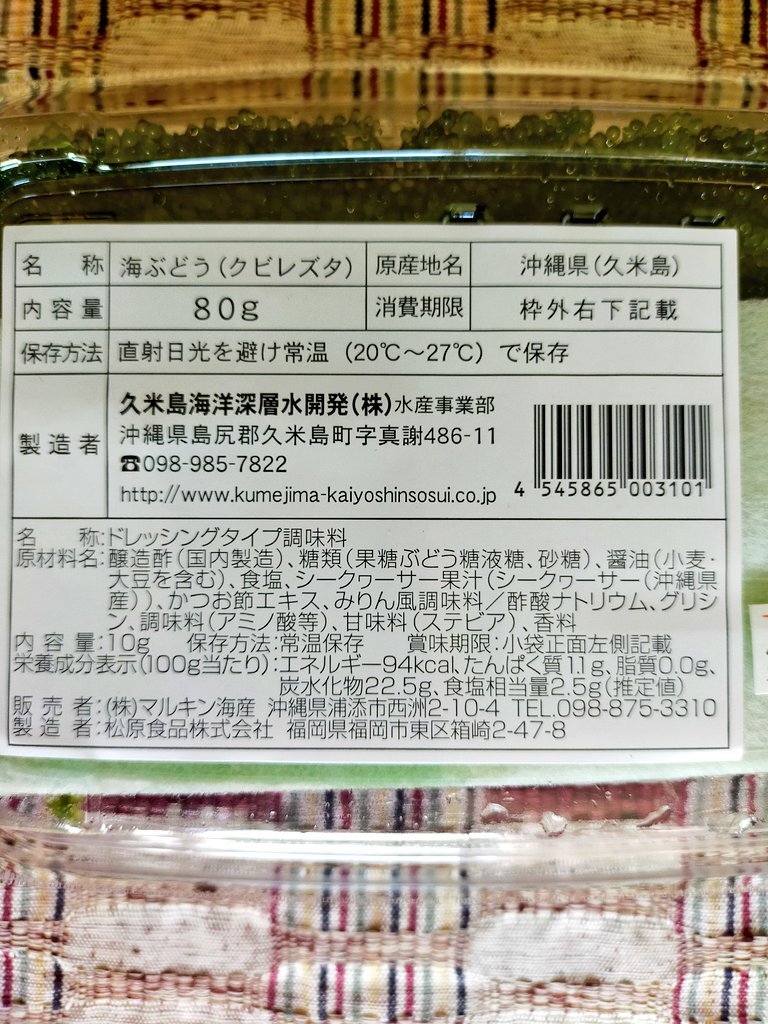 名称 海ぶどう(クビレズタ) 原産地名 沖縄県(久米島)
内容量 80g 消費期限 枠外右下記載
保存方法 直射日光を避け常温(20℃〜27℃)で保存
製造者 久米島海洋深層水開発(株)水産事業部
沖縄県島尻郡久米島町字真謝486-11
☎098-985-7822
http://www.kumejima-kaiyoshinsosui.co.jp
4 545865 003101
名称:ドレッシングタイプ調味料
原材料名:醸造酢(国内製造)、糖類(果糖ぶどう糖液糖、砂糖)、醤油(小麦・
大豆を含む)、食塩、シークヮーサー果汁(シークヮーサー(沖縄県
産))、かつお節エキス、みりん風調味料/酢酸ナトリウム、グリシ
ン、調味料(アミノ酸等)、甘味料(ステビア)、香料
内容量:10g 保存方法:常温保存 賞味期限:小袋正面左側記載
栄養成分表示(100g当たり):エネルギー94kcal、たんぱく質1.1g、脂質0.0g、
炭水化物22.5g、食塩相当量2.5g(推定値)
販売者:(株)マルキン海産 沖縄県浦添市西洲2-10-4 TEL.098-875-3310
製造者:松原食品株式会社 福岡県福岡市東区箱崎2-47-8